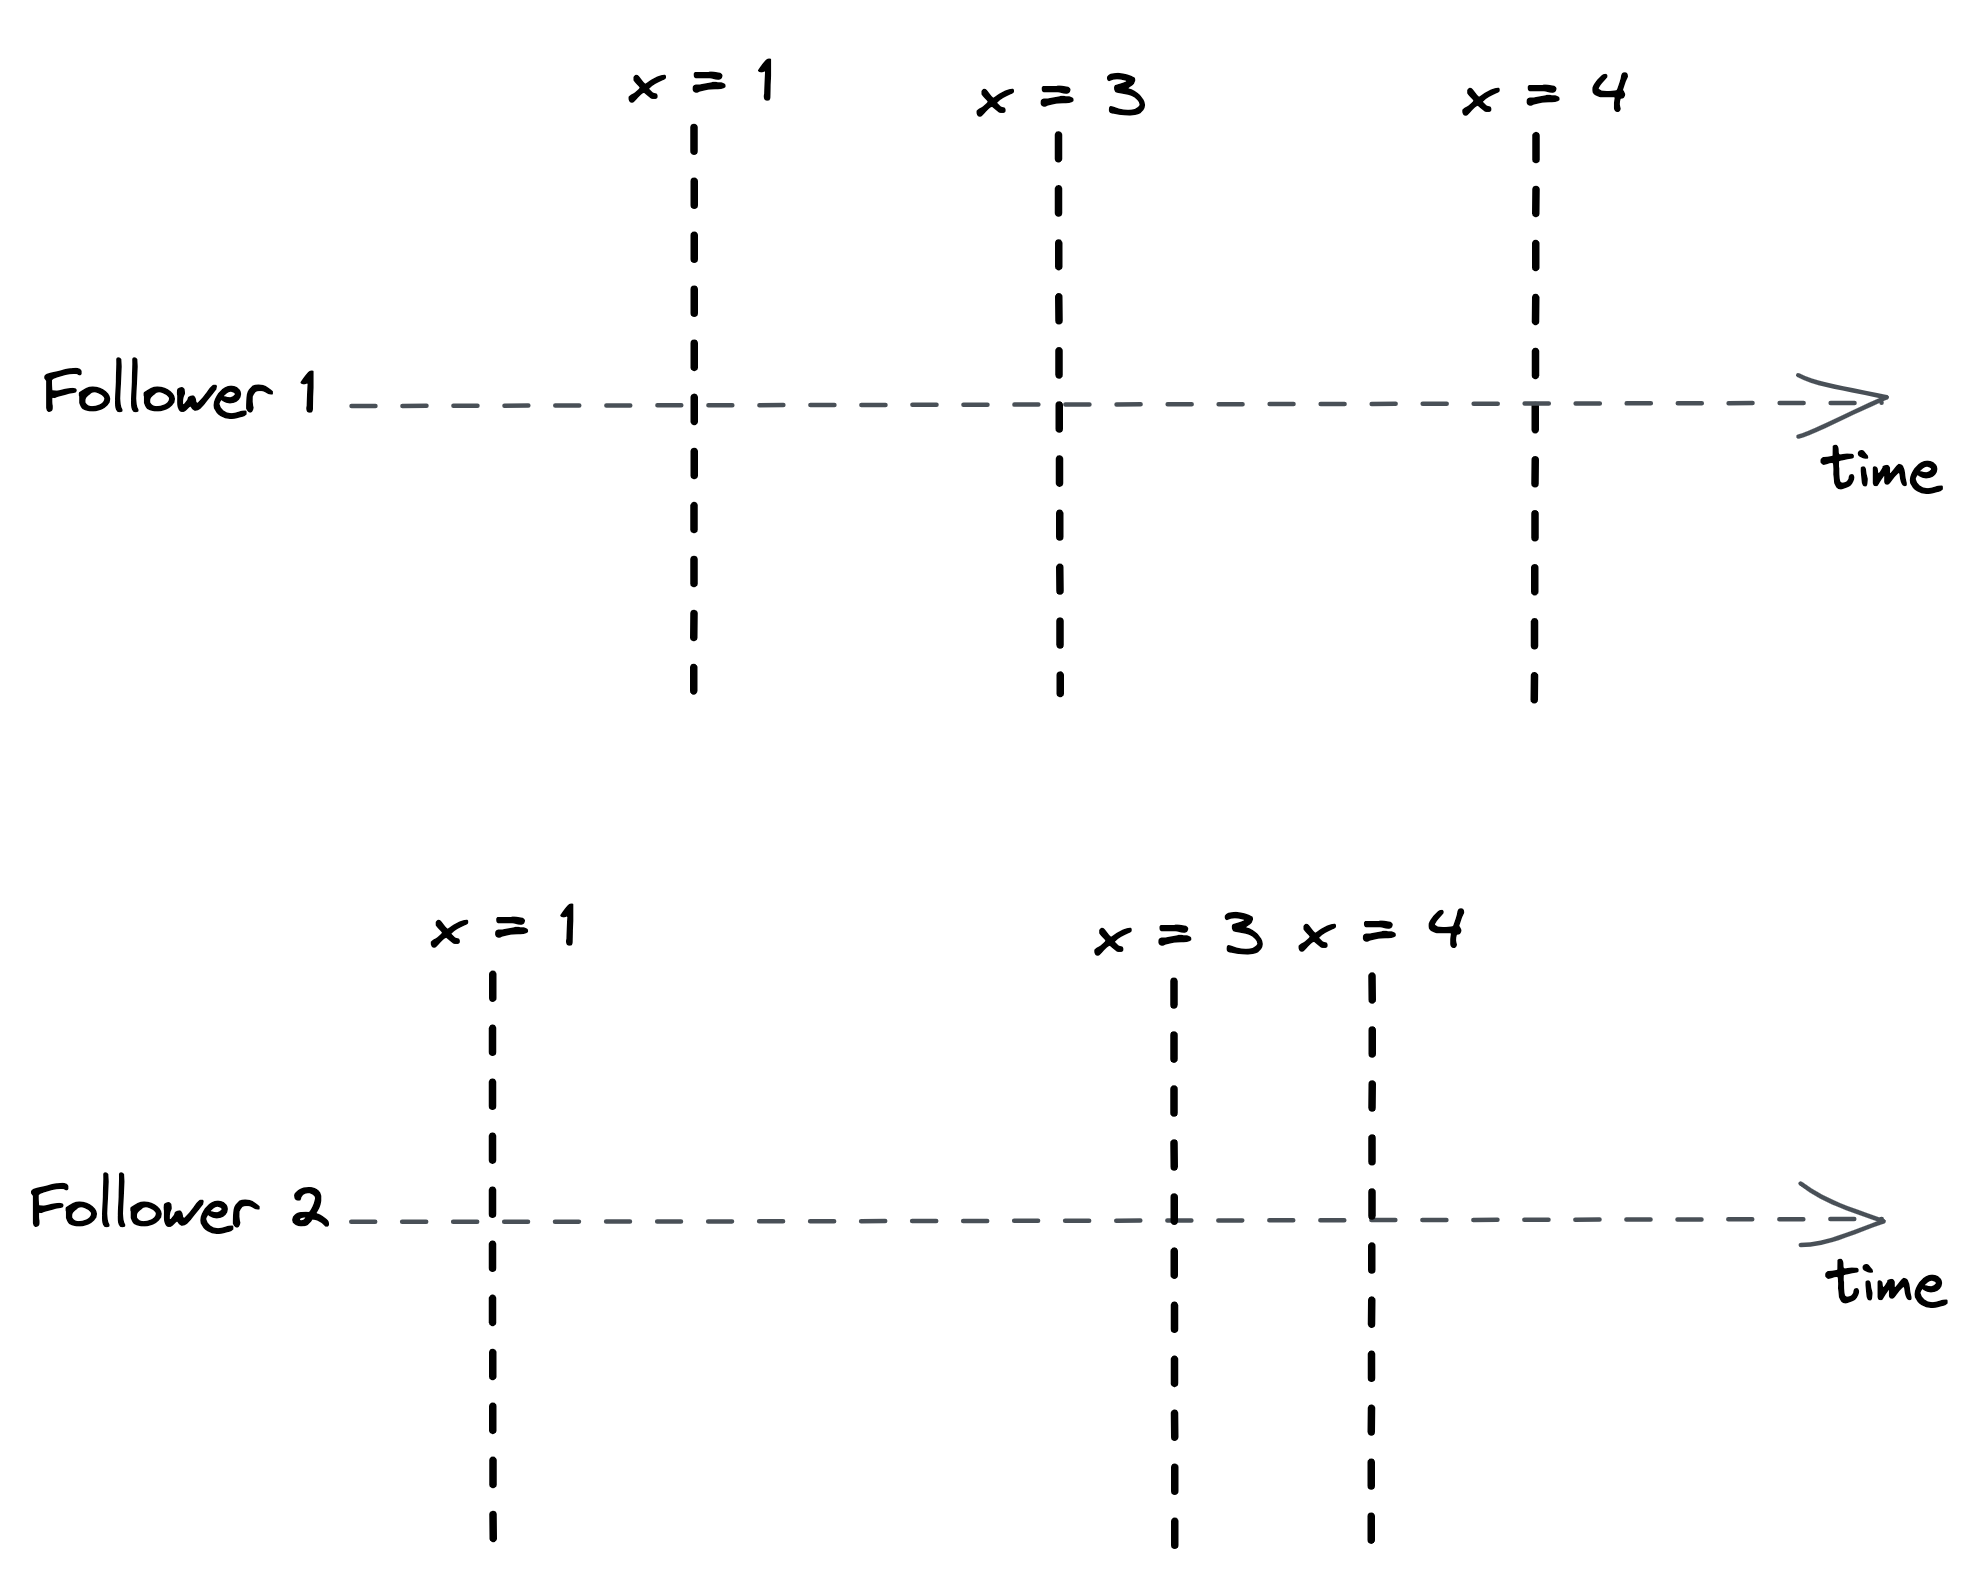 x = 1
x = 3
x = 4
Follower 1
time
x = 1
x = 3
x = 4
Follower 2
time